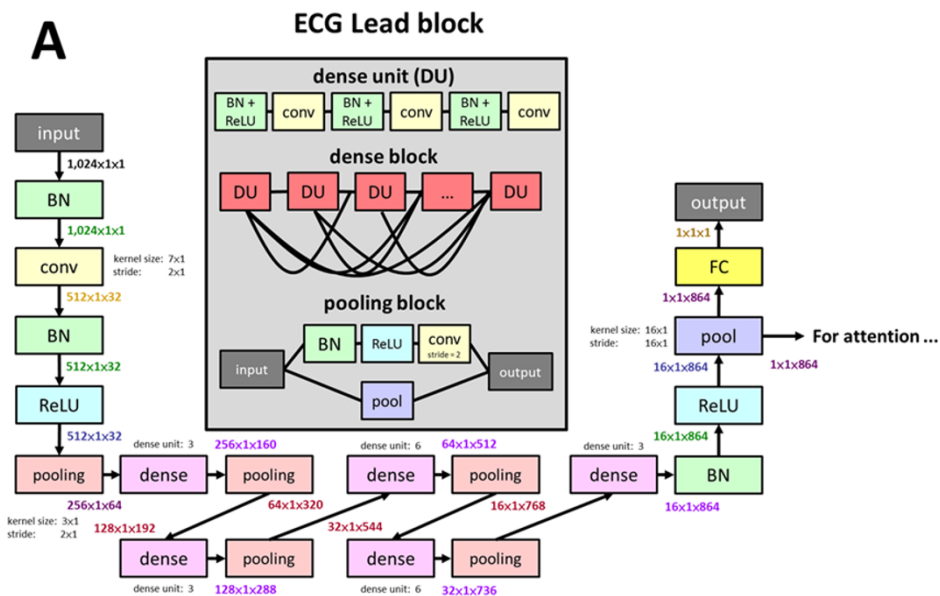 A
ECG Lead block
dense unit (DU)
BN +
ReLU
conv
BN +
ReLU
conv
BN +
ReLU
conv
dense block
DU
DU
DU
...
DU
pooling block
input
BN
ReLU
conv
stride = 2
pool
output
input
1,024x1x1
BN
1,024x1x1
conv
kernel size: 7x1
stride: 2x1
512x1x32
BN
512x1x32
ReLU
512x1x32
pooling
256x1x64
kernel size: 3x1
stride: 2x1
dense unit: 3
dense
256x1x160
pooling
64x1x320
128x1x192
dense
dense unit: 3
pooling
128x1x288
dense unit: 6
dense
64x1x512
pooling
16x1x768
32x1x544
dense
dense unit: 6
pooling
32x1x736
dense unit: 3
dense
16x1x864
BN
16x1x864
ReLU
16x1x864
pool
kernel size: 16x1
stride: 16x1
For attention ...
1x1x864
1x1x864
FC
1x1x1
output